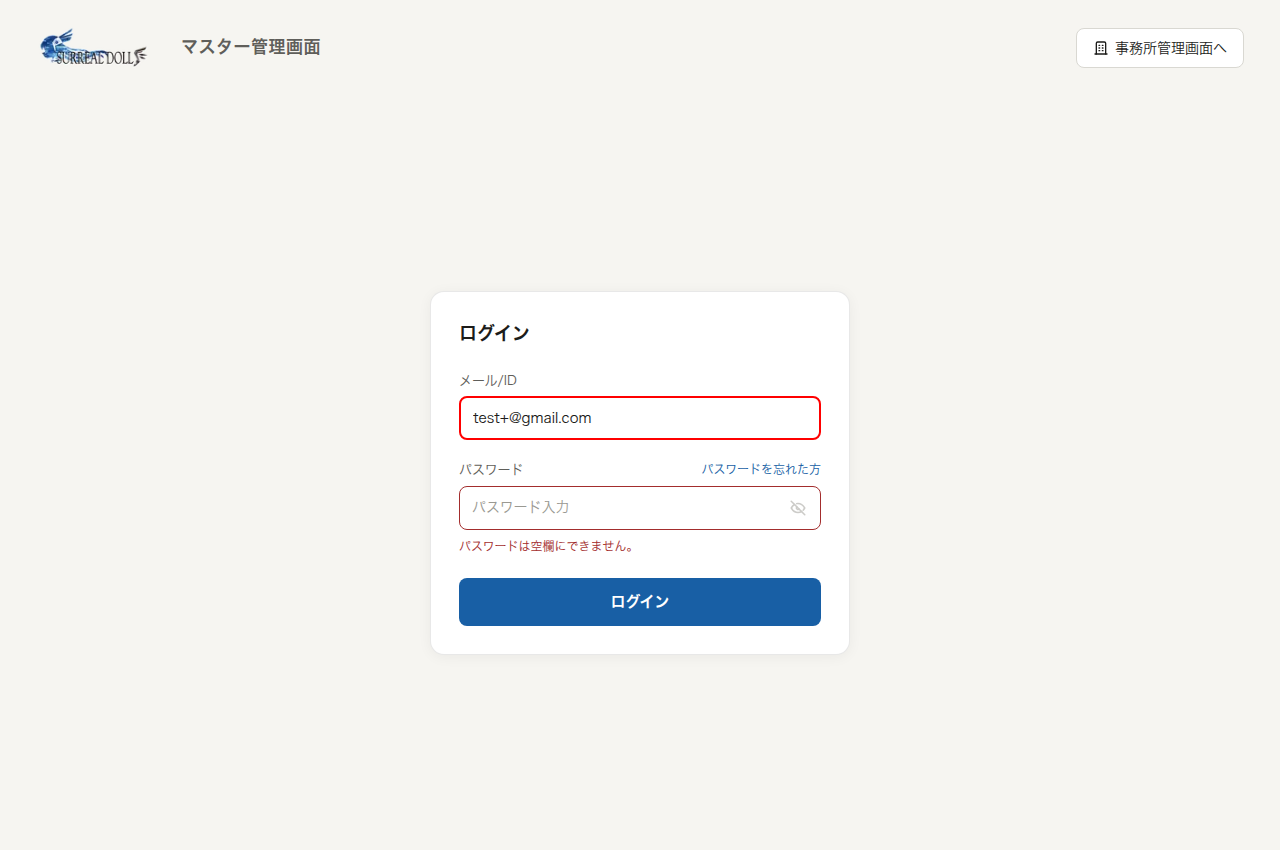 SURREAL DOLL
マスター管理画面
事務所管理画面へ
ログイン
メール/ID
test+@gmail.com
パスワード
パスワードを忘れた方
パスワード入力
パスワードは空欄にできません。
ログイン